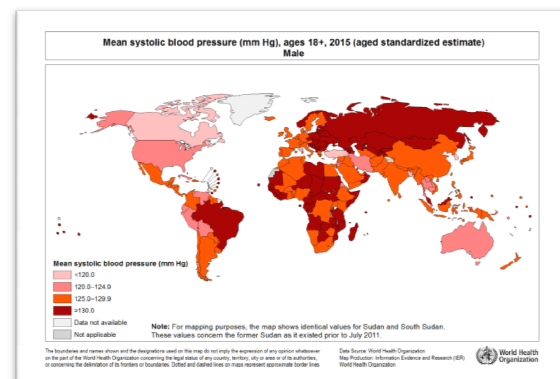 Mean systolic blood pressure (mm Hg), ages 18+, 2015 (aged standardized estimate)
Male
Mean systolic blood pressure (mm Hg)
<120.0
120.0–124.9
125.0–129.9
>130.0
Data not available
Not applicable
Note: For mapping purposes, the map shows identical values for Sudan and South Sudan.
These values concern the former Sudan as it existed prior to July 2011.
The boundaries and names shown and the designations used on this map do not imply the expression of any opinion whatsoever
on the part of the World Health Organization concerning the legal status of any country, territory, city or area or of its authorities,
or concerning the delimitation of its frontiers or boundaries. Dotted and dashed lines on maps represent approximate border lines
Data Source: World Health Organization
Map Production: Information Evidence and Research (IER)
World Health Organization
World Health
Organization